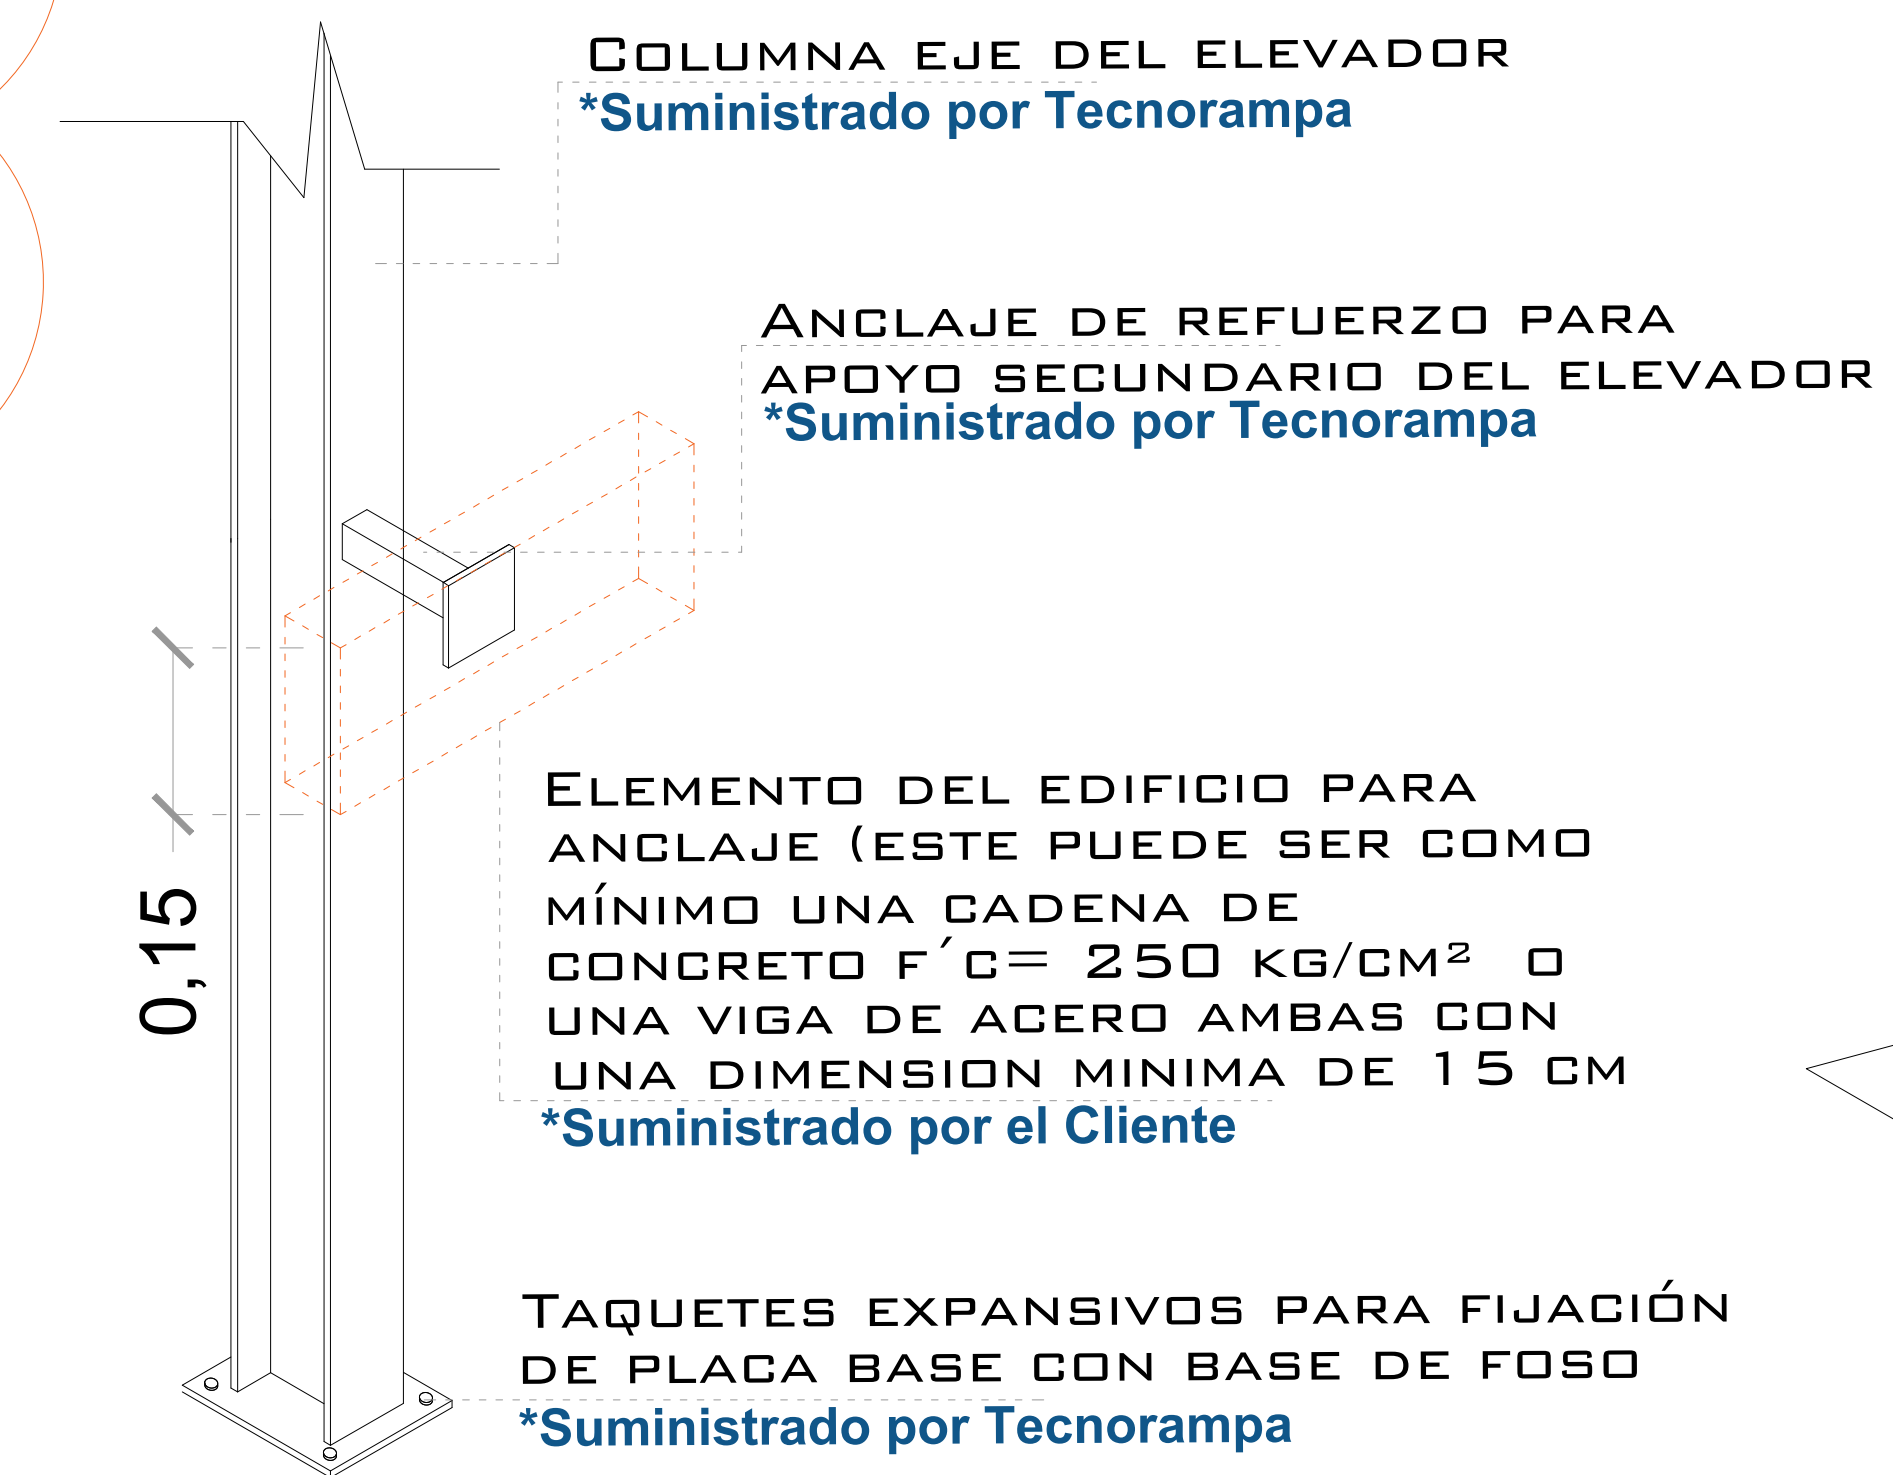 COLUMNA EJE DEL ELEVADOR
*Suministrado por Tecnorampa
ANCLAJE DE REFUERZO PARA
APOYO SECUNDARIO DEL ELEVADOR
*Suministrado por Tecnorampa
0,15
ELEMENTO DEL EDIFICIO PARA
ANCLAJE (ESTE PUEDE SER COMO
MÍNIMO UNA CADENA DE
CONCRETO F´C= 250 KG/CM² O
UNA VIGA DE ACERO AMBAS CON
UNA DIMENSION MINIMA DE 15 CM
*Suministrado por el Cliente
TAQUETES EXPANSIVOS PARA FIJACIÓN
DE PLACA BASE CON BASE DE FOSO
*Suministrado por Tecnorampa